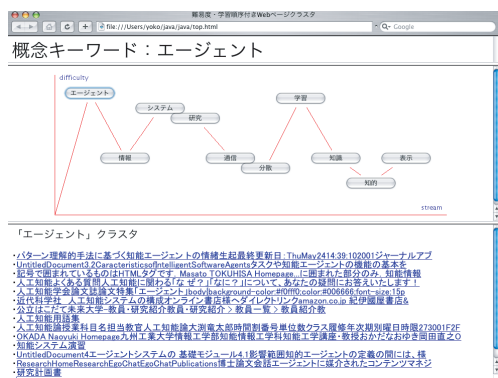 難易度・学習順序付きWebページクラスタ
file:///Users/yoko/java/java/top.html
Google
概念キーワード：エージェント
difficulty
エージェント
システム
研究
学習
情報
通信
分散
知識
表示
知的
stream
「エージェント」クラスタ
・パターン理解的手法に基づく知能エージェントの情緒生起最終更新日:ThuMay2414:39:102001ジャーナルアブ
・UntitledDocument3.2CharacteristicsofIntelligentSoftwareAgentsタスクや知能エージェントの機能の基本を
・記号で囲まれているものはHTMLタグです. Masato TOKUHISA Homepage...に囲まれた部分のみ. 知能情報
・人工知能よくある質問人工知能に関わる「なぜ？」「なに？」について、あなたの疑問にお答えいたします！
・人工知能学会論文誌論文特集「エージェント」body{background-color:#0ffff0;color:#006666;font-size:15p
・近代科学社　人工知能システムの構成オンライン書店様へダイレクトリンクamazon.co.jp 紀伊國屋書店&
・公立はこだて未来大学-教員・研究紹介教員・研究紹介 > 教員一覧 > 教員紹介教
・人工知能用語集
・人工知能論授業科目名担当教官人工知能論大測竜太郎時間割番号単位数クラス履修年次期別曜日時限273001F2F
・OKADA Naoyuki Homepage九州工業大学情報工学部知能情報工学科知能工学講座・教授おかだなおゆき岡田直之O
・知能システム演習
・UntitledDocument4エージェントシステムの 基礎モジュール4.1影響範囲知的エージェントの定義の間には、様
・ResearchHomeResearchEgoChatEgoChatPublications博士論文会話エージェントに媒介されたコンテンツマネジ
・研究計画書